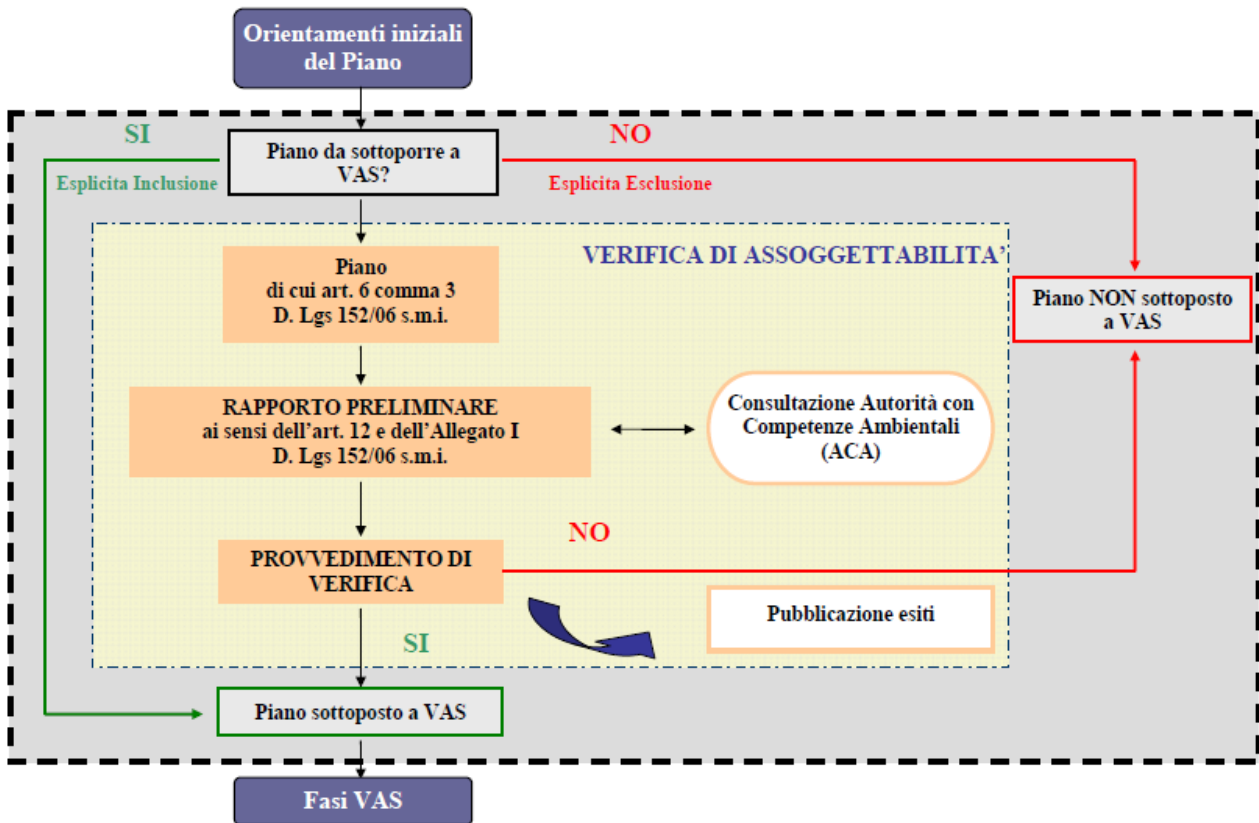 Orientamenti iniziali
del Piano
SI
NO
Piano da sottoporre a
VAS?
Esplicita Inclusione
Esplicita Esclusione
VERIFICA DI ASSOGGETTABILITA’
Piano
di cui art. 6 comma 3
D. Lgs 152/06 s.m.i.
Piano NON sottoposto
a VAS
RAPPORTO PRELIMINARE
ai sensi dell’art. 12 e dell’Allegato I
D. Lgs 152/06 s.m.i.
Consultazione Autorità con
Competenze Ambientali
(ACA)
NO
PROVVEDIMENTO DI
VERIFICA
Pubblicazione esiti
SI
Piano sottoposto a VAS
Fasi VAS